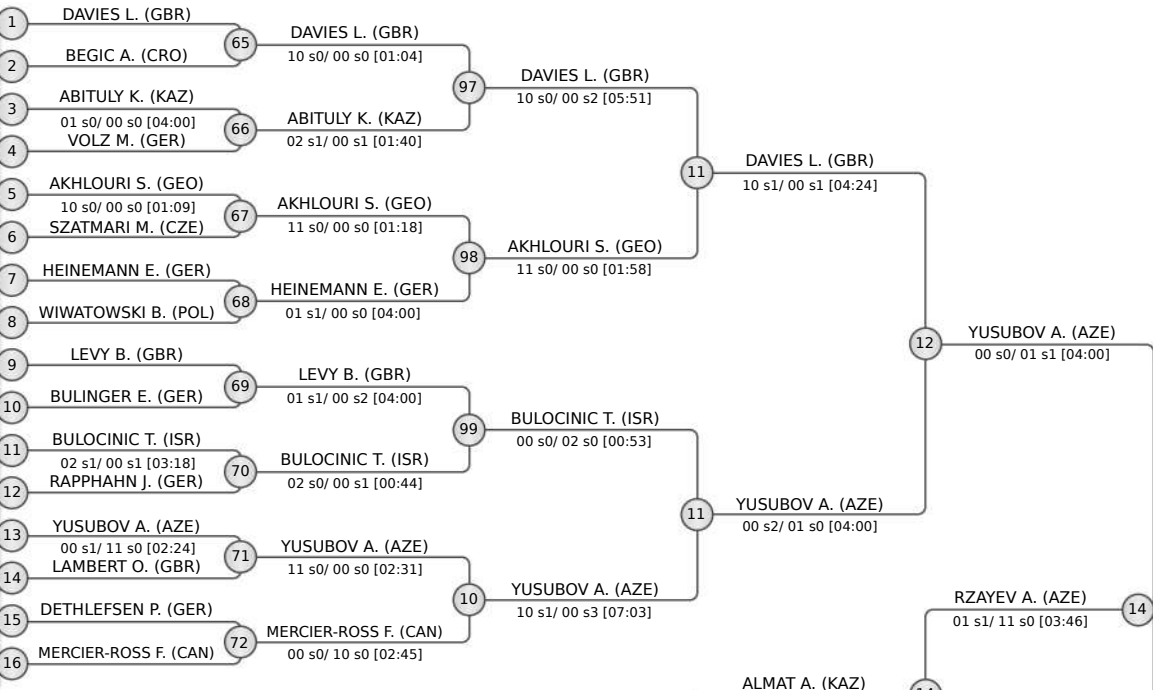 1
DAVIES L. (GBR)
2
BEGIC A. (CRO)
65
DAVIES L. (GBR)
10 s0/ 00 s0 [01:04]
3
ABITULY K. (KAZ)
01 s0/ 00 s0 [04:00]
4
VOLZ M. (GER)
66
ABITULY K. (KAZ)
02 s1/ 00 s1 [01:40]
97
DAVIES L. (GBR)
10 s0/ 00 s2 [05:51]
5
AKHLOURI S. (GEO)
10 s0/ 00 s0 [01:09]
6
SZATMARI M. (CZE)
67
AKHLOURI S. (GEO)
11 s0/ 00 s0 [01:18]
7
HEINEMANN E. (GER)
8
WIWATOWSKI B. (POL)
68
HEINEMANN E. (GER)
01 s1/ 00 s0 [04:00]
98
AKHLOURI S. (GEO)
11 s0/ 00 s0 [01:58]
11
DAVIES L. (GBR)
10 s1/ 00 s1 [04:24]
9
LEVY B. (GBR)
10
BULINGER E. (GER)
69
LEVY B. (GBR)
01 s1/ 00 s2 [04:00]
11
BULOCINIC T. (ISR)
02 s1/ 00 s1 [03:18]
12
RAPPHAHN J. (GER)
70
BULOCINIC T. (ISR)
02 s0/ 00 s1 [00:44]
99
BULOCINIC T. (ISR)
00 s0/ 02 s0 [00:53]
13
YUSUBOV A. (AZE)
00 s1/ 11 s0 [02:24]
14
LAMBERT O. (GBR)
71
YUSUBOV A. (AZE)
11 s0/ 00 s0 [02:31]
15
DETHLEFSEN P. (GER)
16
MERCIER-ROSS F. (CAN)
72
MERCIER-ROSS F. (CAN)
00 s0/ 10 s0 [02:45]
10
YUSUBOV A. (AZE)
10 s1/ 00 s3 [07:03]
11
YUSUBOV A. (AZE)
00 s2/ 01 s0 [04:00]
12
YUSUBOV A. (AZE)
00 s0/ 01 s1 [04:00]
RZAYEV A. (AZE)
01 s1/ 11 s0 [03:46]
14
ALMAT A. (KAZ)